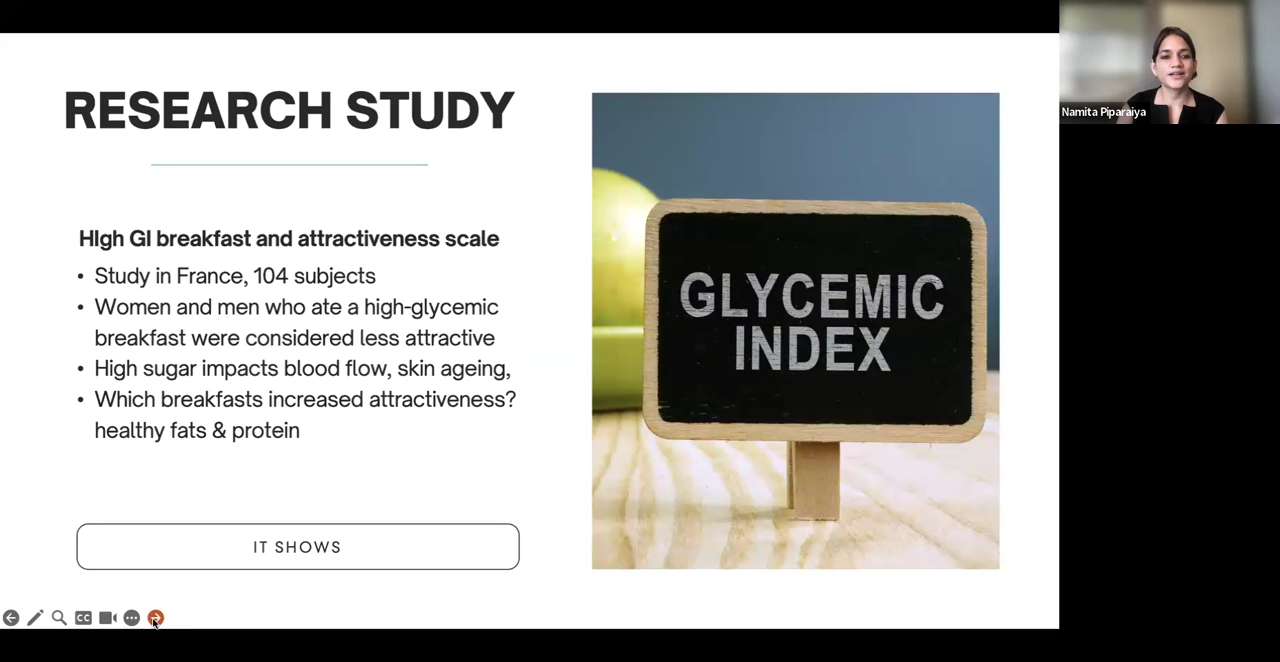 RESEARCH STUDY
HIgh GI breakfast and attractiveness scale
• Study in France, 104 subjects
• Women and men who ate a high-glycemic
breakfast were considered less attractive
• High sugar impacts blood flow, skin ageing,
• Which breakfasts increased attractiveness?
healthy fats & protein
IT SHOWS
GLYCEMIC
INDEX
Namita Piparaiya
CC